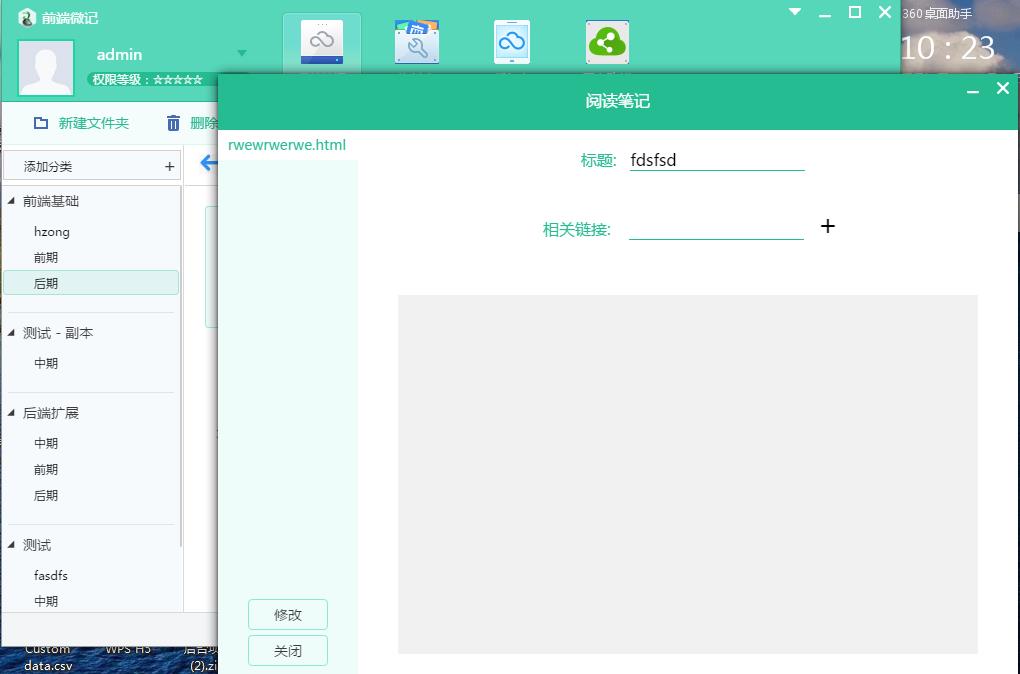 前端微记
360桌面助手
admin
权限等级：☆☆☆☆☆
10 : 23
新建文件夹
删除
添加分类 +
前端基础
hzong
前期
后期
测试 - 副本
中期
后端扩展
中期
前期
后期
测试
fasdfs
中期
阅读笔记
rwewrwerwe.html
标题: fdsfsd
相关链接: +
修改
关闭
Custom
data.csv
WPS H5
(2).zi